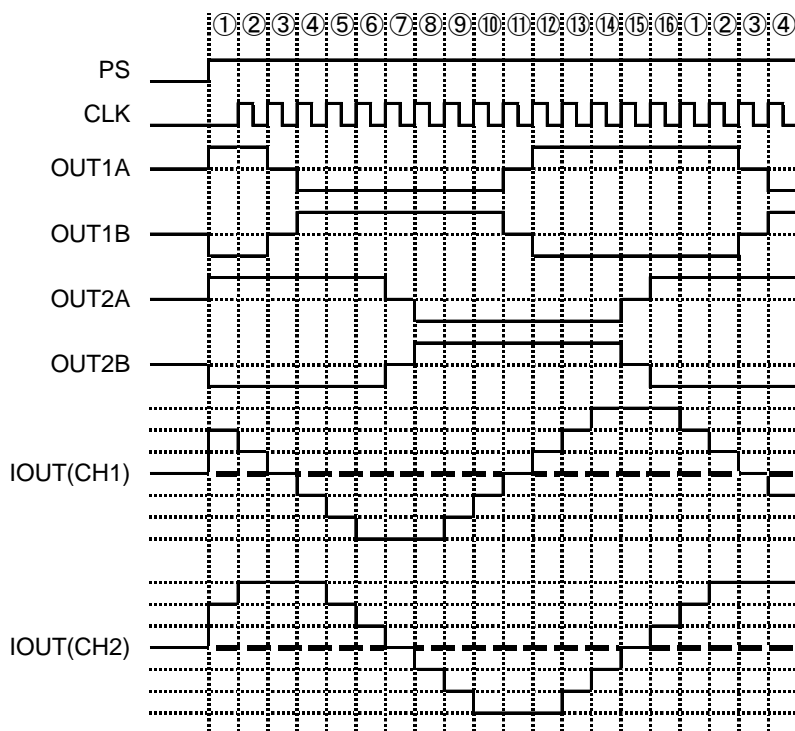 ①②③④⑤⑥⑦⑧⑨⑩⑪⑫⑬⑭⑮⑯①②③④
PS
CLK
OUT1A
OUT1B
OUT2A
OUT2B
IOUT(CH1)
IOUT(CH2)